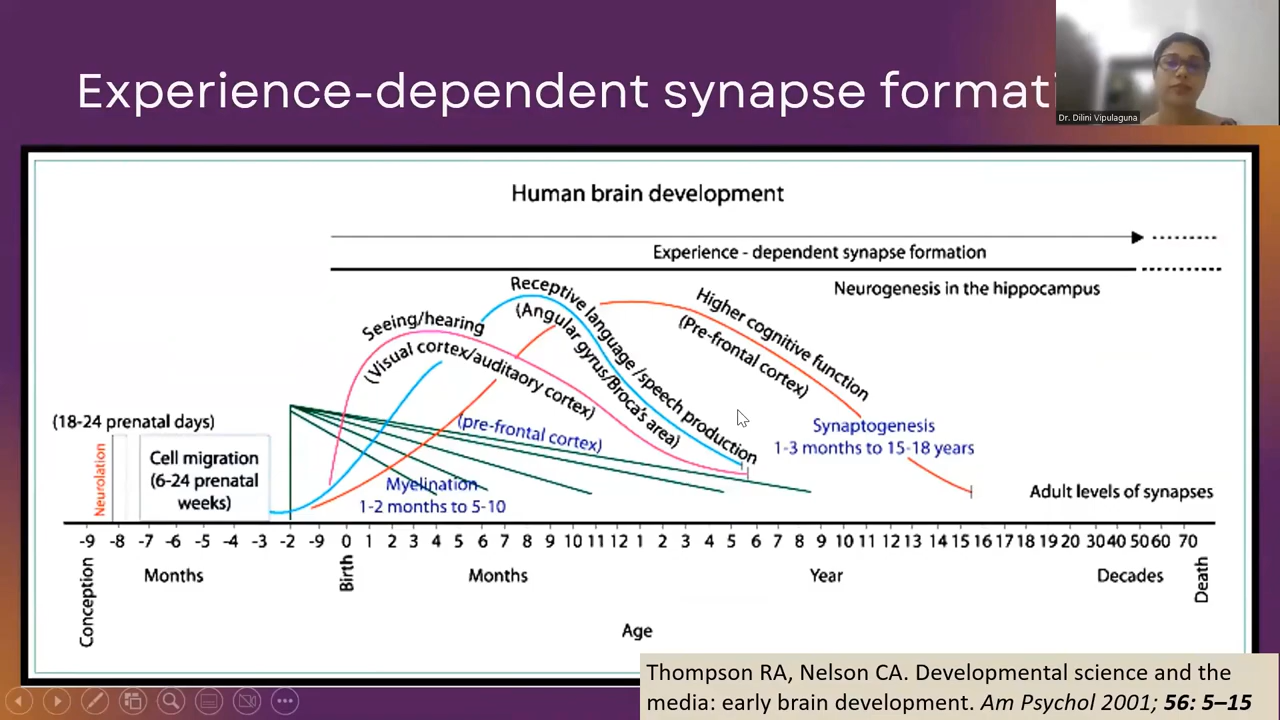 Experience-dependent synapse formati
Dr. Dilini Vipulaguna
Human brain development
Experience - dependent synapse formation
Neurogenesis in the hippocampus
Seeing/hearing
(Visual cortex/auditaory cortex)
Receptive language/speech production
(Angular gyrus/Broca's area)
Higher cognitive function
(Pre-frontal cortex)
(18-24 prenatal days)
Neurolation
Cell migration
(6-24 prenatal
weeks)
(pre-frontal cortex)
Myelination
1-2 months to 5-10
Synaptogenesis
1-3 months to 15-18 years
Adult levels of synapses
-9 -8 -7 -6 -5 -4 -3 -2 -9 0 1 2 3 4 5 6 7 8 9 10 11 12 1 2 3 4 5 6 7 8 9 10 11 12 13 14 15 16 17 18 19 20 30 40 50 60 70
Conception
Months
Birth
Months
Year
Decades
Death
Age
Thompson RA, Nelson CA. Developmental science and the
media: early brain development. Am Psychol 2001; 56: 5–15